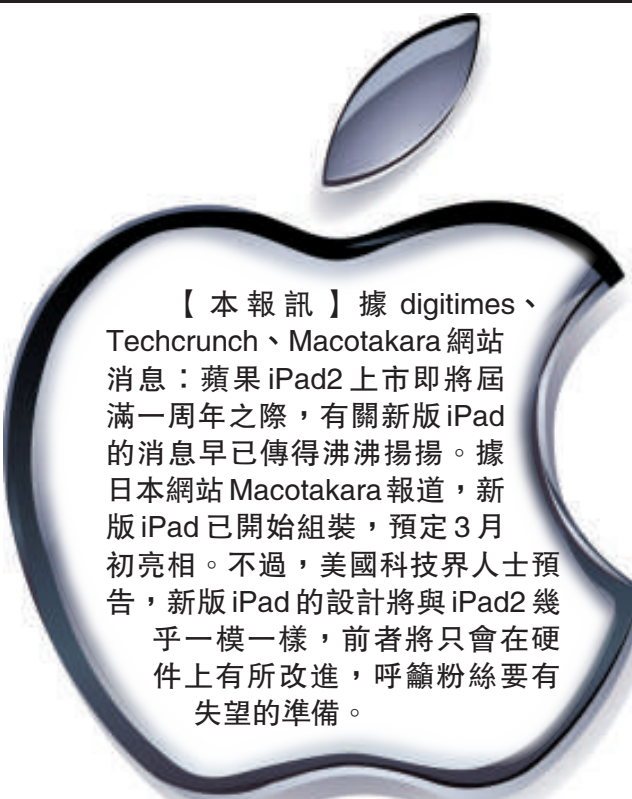 【本報訊】據 digitimes、
Techcrunch、Macotakara 網站
消息：蘋果 iPad2 上市即將屆
滿一周年之際，有關新版 iPad
的消息早已傳得沸沸揚揚。據
日本網站 Macotakara 報道，新
版 iPad 已開始組裝，預定 3 月
初亮相。不過，美國科技界人士預
告，新版 iPad 的設計將與 iPad2 幾
乎一模一樣，前者將只會在硬
件上有所改進，呼籲粉絲要有
失望的準備。